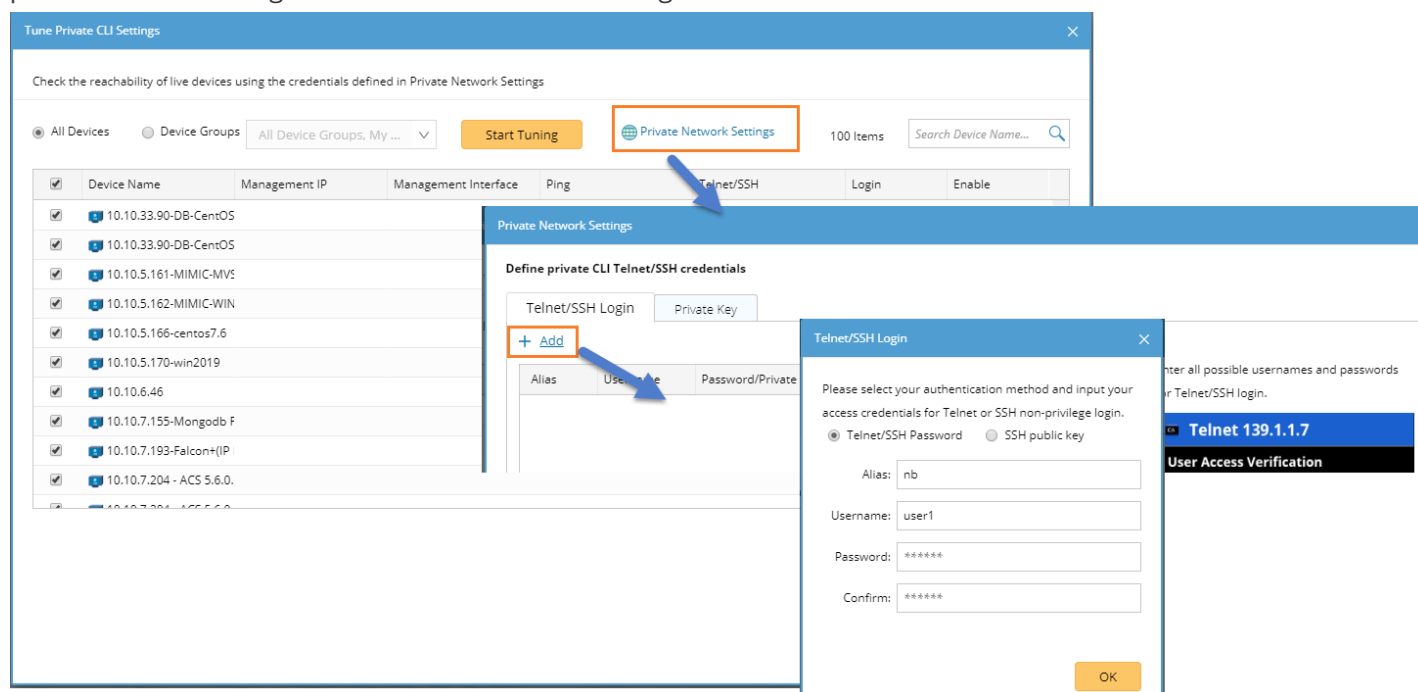 Tune Private CLI Settings
Check the reachability of live devices using the credentials defined in Private Network Settings
All Devices Device Groups All Device Groups, My ... Start Tuning Private Network Settings 100 Items Search Device Name...
Device Name Management IP Management Interface Ping Telnet/SSH Login Enable
10.10.33.90-DB-CentOS
10.10.33.90-DB-CentOS
10.10.5.161-MIMIC-MVS
10.10.5.162-MIMIC-WIN
10.10.5.166-centos7.6
10.10.5.170-win2019
10.10.6.46
10.10.7.155-Mongodb
10.10.7.193-Falcon+(IP
10.10.7.204 - ACS 5.6.0.
Private Network Settings
Define private CLI Telnet/SSH credentials
Telnet/SSH Login Private Key
+ Add
Alias Password/Private
Telnet/SSH Login
Please select your authentication method and input your
access credentials for Telnet or SSH non-privilege login.
Telnet/SSH Password SSH public key
Alias: nb
Username: user1
Password: ******
Confirm: ******
OK
all possible usernames and passwords
Telnet/SSH login.
Telnet 139.1.1.7
User Access Verification